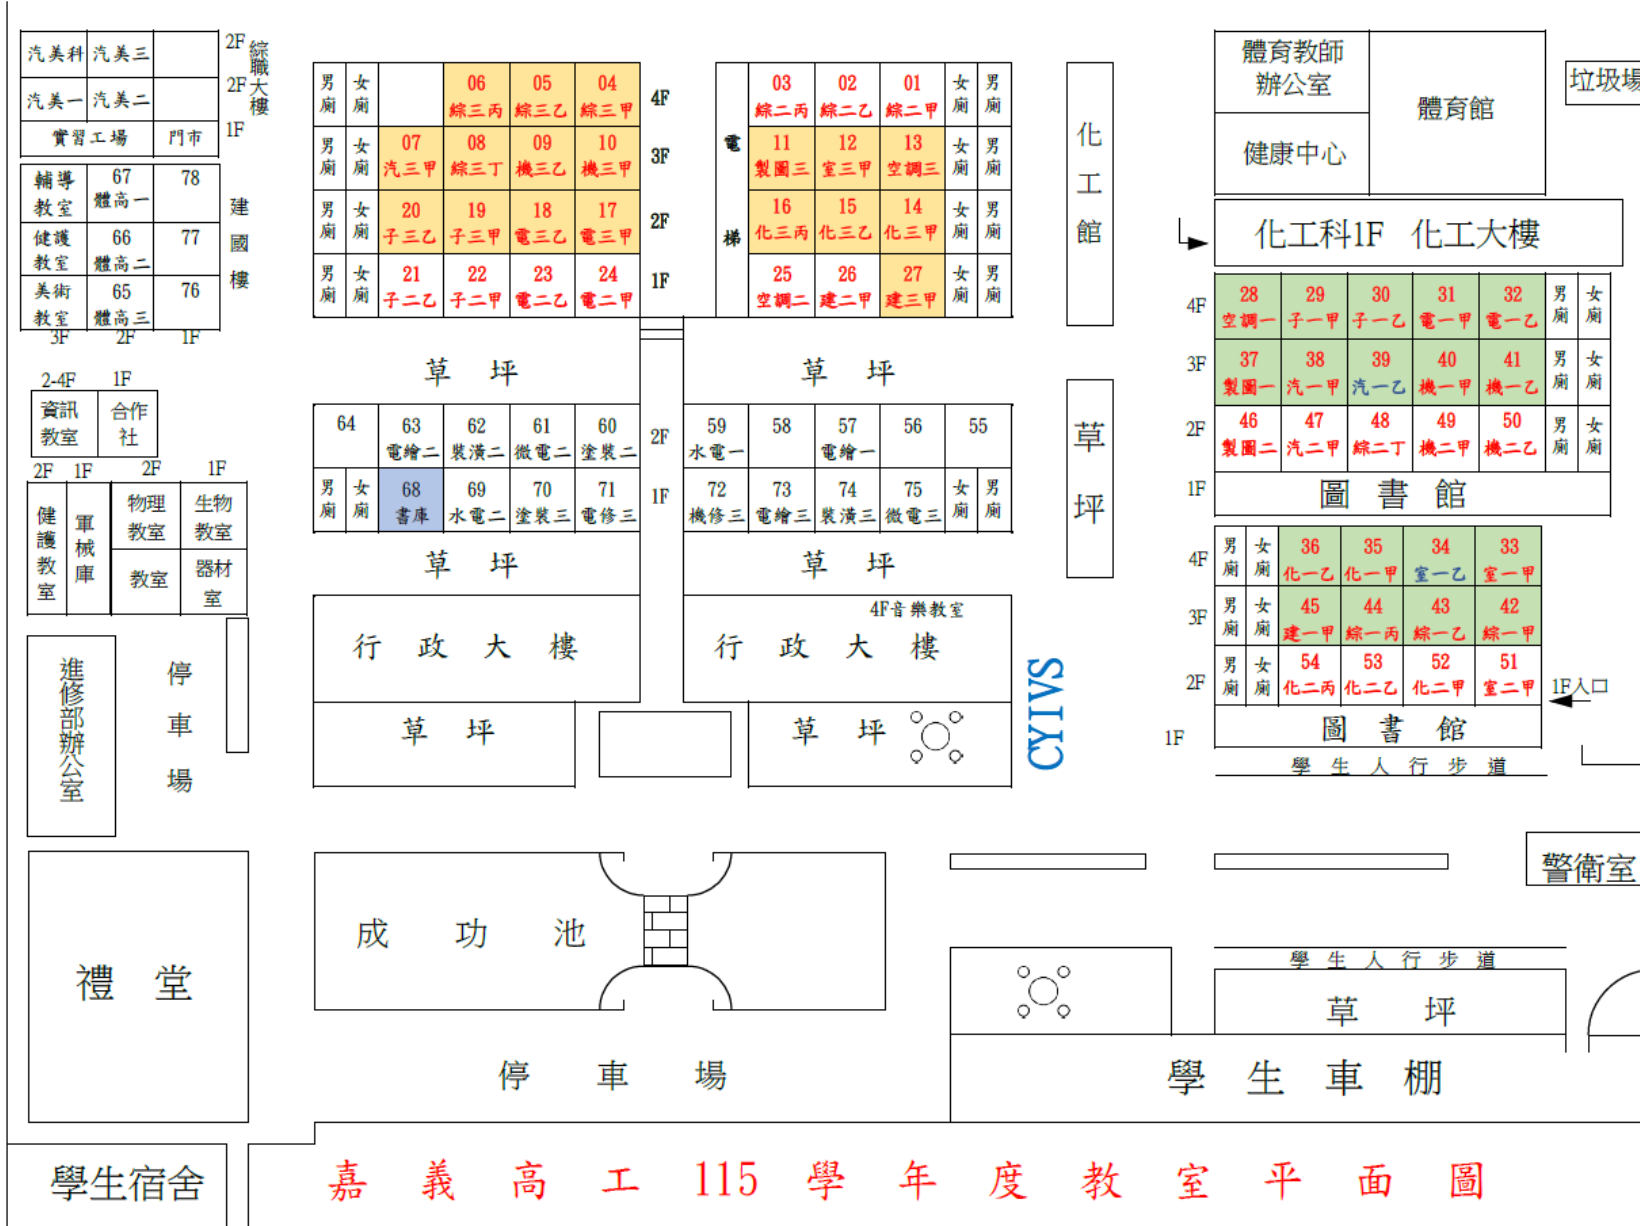 汽美科 汽美三 2F
汽美一 汽美二 2F
實習工場 門市 1F
綜職大樓
輔導教室 67 體高一 78
健護教室 66 體高二 77
美術教室 65 體高三 76
3F 2F 1F
建國樓
2-4F 1F
資訊教室 合作社
2F 1F 2F 1F
健護教室 軍械庫 物理教室 生物教室
教室 器材室
進修部辦公室
停車場
禮堂
學生宿舍
男廁 女廁 06 綜三丙 05 綜三乙 04 綜三甲 4F
男廁 女廁 07 汽三甲 08 綜三丁 09 機三乙 10 機三甲 3F
男廁 女廁 20 子三乙 19 子三甲 18 電三乙 17 電三甲 2F
男廁 女廁 21 子二乙 22 子二甲 23 電二乙 24 電二甲 1F
電梯
03 綜二丙 02 綜二乙 01 綜二甲 女廁 男廁
11 製圖三 12 室三甲 13 空調三 女廁 男廁
16 化三丙 15 化三乙 14 化三甲 女廁 男廁
25 空調二 26 建二甲 27 建三甲 女廁 男廁
草坪 草坪
64 63 電繪二 62 裝潢二 61 微電二 60 塗裝二 2F 59 水電一 58 57 電繪一 56 55
男廁 女廁 68 書庫 69 水電二 70 塗裝三 71 電修三 1F 72 機修三 73 電繪三 74 裝潢三 75 微電三 女廁 男廁
草坪 草坪
4F音樂教室
行政大樓 行政大樓
草坪 草坪
CYIVS
化工館
草坪
體育教師辦公室
體育館
垃圾場
健康中心
化工科1F 化工大樓
4F 28 空調一 29 子一甲 30 子一乙 31 電一甲 32 電一乙 男廁 女廁
3F 37 製圖一 38 汽一甲 39 汽一乙 40 機一甲 41 機一乙 男廁 女廁
2F 46 製圖二 47 汽二甲 48 綜二丁 49 機二甲 50 機二乙 男廁 女廁
1F 圖書館
4F 男廁 女廁 36 化一乙 35 化一甲 34 室一乙 33 室一甲
3F 男廁 女廁 45 建一甲 44 綜一丙 43 綜一乙 42 綜一甲
2F 男廁 女廁 54 化二丙 53 化二乙 52 化二甲 51 室二甲
1F入口
1F 圖書館
學生人行步道
警衛室
成功池
學生人行步道
草坪
停車場
學生車棚
嘉義高工115學年度教室平面圖